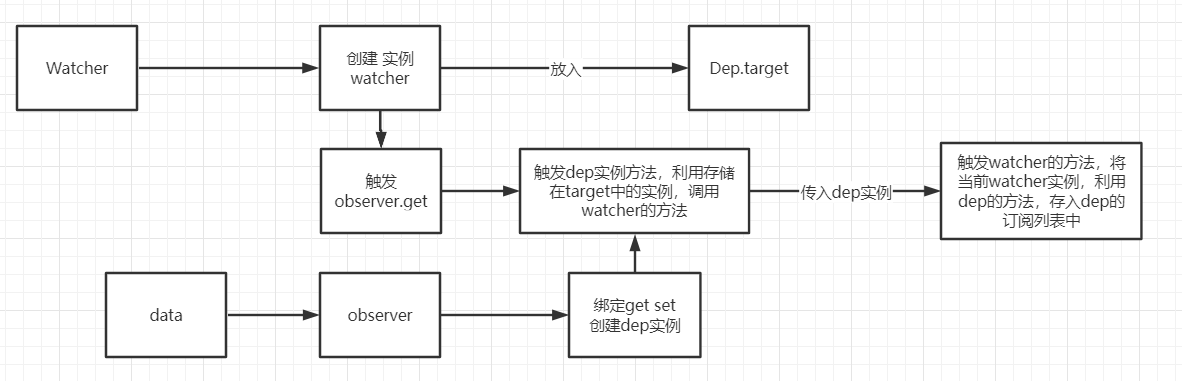 Watcher
创建 实例
watcher
放入
Dep.target
触发
observer.get
触发dep实例方法，利用存储
在target中的实例，调用
watcher的方法
传入dep实例
触发watcher的方法，将
当前watcher实例，利用
dep的方法，存入dep的
订阅列表中
data
observer
绑定get set
创建dep实例